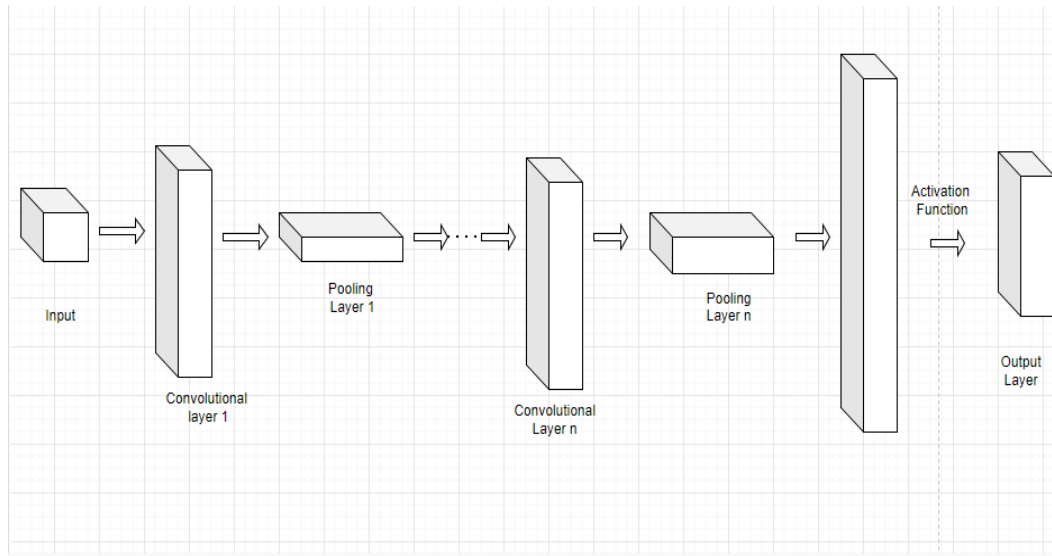 Input
Convolutional
layer 1
Pooling
Layer 1
....
Convolutional
Layer n
Pooling
Layer n
Activation
Function
Output
Layer